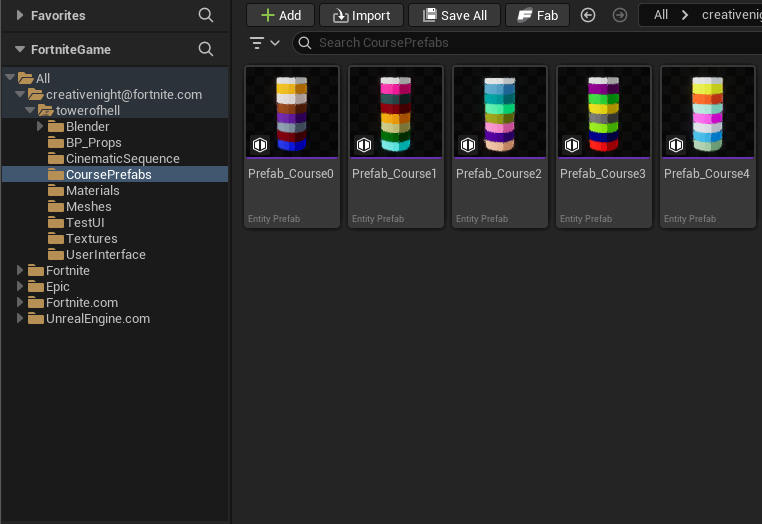 Favorites
FortniteGame
All
creativenight@fortnite.com
towerofhell
Blender
BP_Props
CinematicSequence
CoursePrefabs
Materials
Meshes
TestUI
Textures
UserInterface
Fortnite
Epic
Fortnite.com
UnrealEngine.com
Add Import Save All Fab All creativenig
Search CoursePrefabs
Prefab_Course0 Prefab_Course1 Prefab_Course2 Prefab_Course3 Prefab_Course4
Entity Prefab Entity Prefab Entity Prefab Entity Prefab Entity Prefab